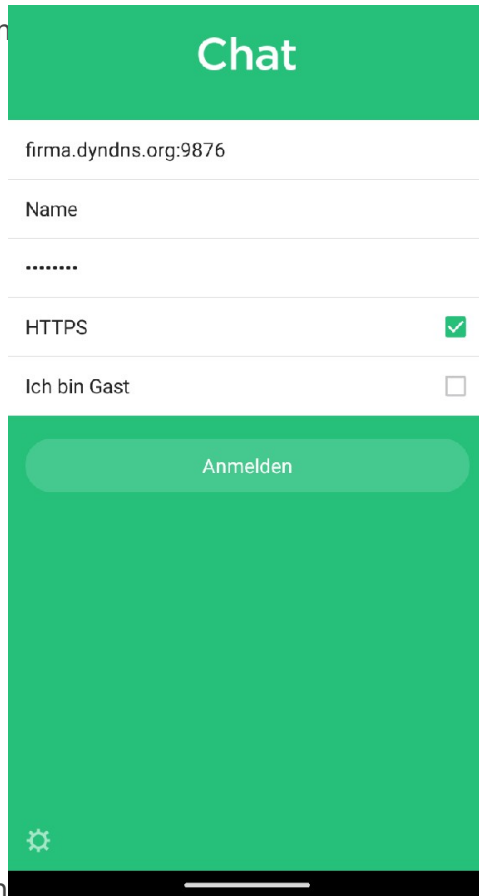 Chat
firma.dyndns.org:9876
Name
••••••••
HTTPS
Ich bin Gast
Anmelden